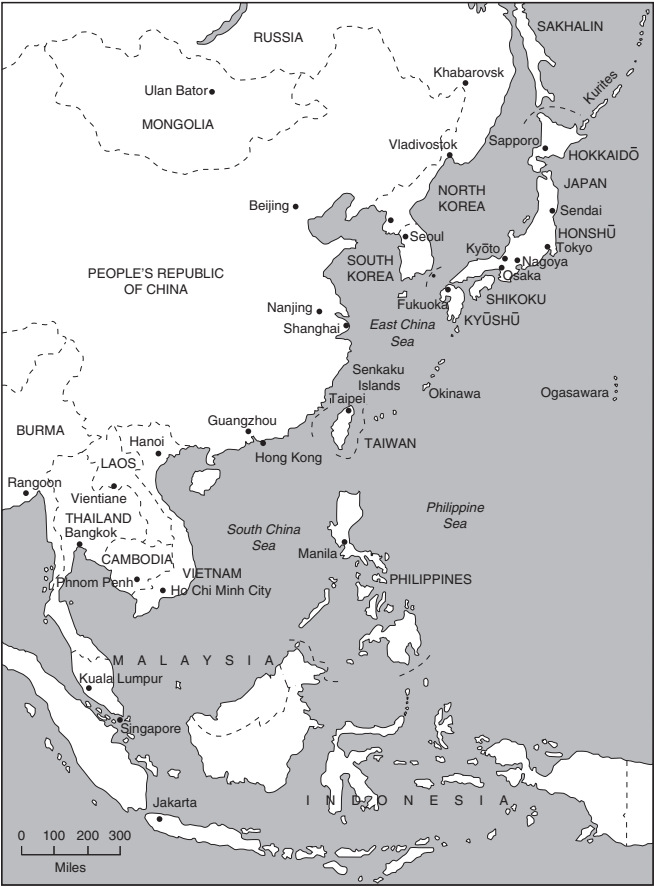 SAKHALIN
RUSSIA
Khabarovsk
Kurites
Ulan Bator
MONGOLIA
Sapporo
Vladivostok
HOKKAIDŌ
JAPAN
NORTH
KOREA
Beijing
Sendai
Seoul
HONSHŪ
Kyōto
Tokyo
SOUTH
KOREA
Nagoya
Osaka
PEOPLE'S REPUBLIC
OF CHINA
SHIKOKU
Fukuoka
Nanjing
KYŪSHŪ
Shanghai
East China
Sea
Senkaku
Islands
Okinawa
Ogasawara
Taipei
Guangzhou
BURMA
Hanoi
TAIWAN
Hong Kong
LAOS
Rangoon
Vientiane
Philippine
Sea
THAILAND
Bangkok
South China
Sea
Manila
CAMBODIA
VIETNAM
Phnom Penh
PHILIPPINES
Ho Chi Minh City
MALAYSIA
Kuala Lumpur
Singapore
Jakarta
INDONESIA
0 100 200 300
Miles